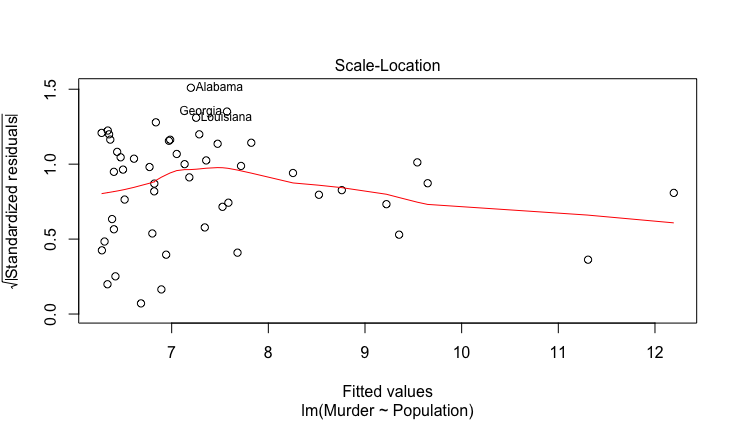 Scale-Location
√|Standardized residuals|
1.5
1.0
0.5
0.0
Alabama
Georgia
Louisiana
7 8 9 10 11 12
Fitted values
lm(Murder ~ Population)